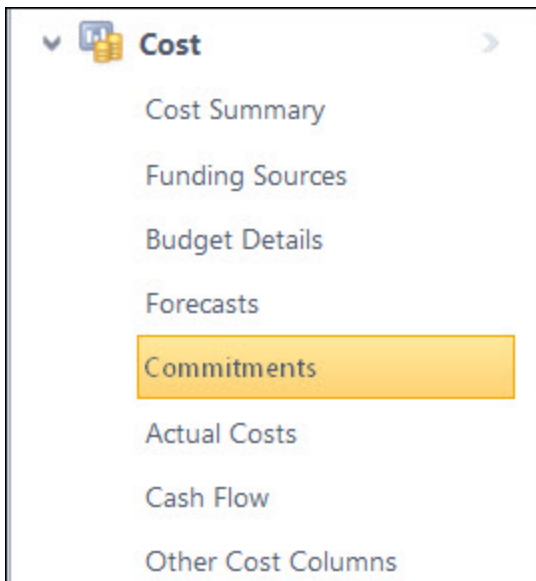 Cost
Cost Summary
Funding Sources
Budget Details
Forecasts
Commitments
Actual Costs
Cash Flow
Other Cost Columns